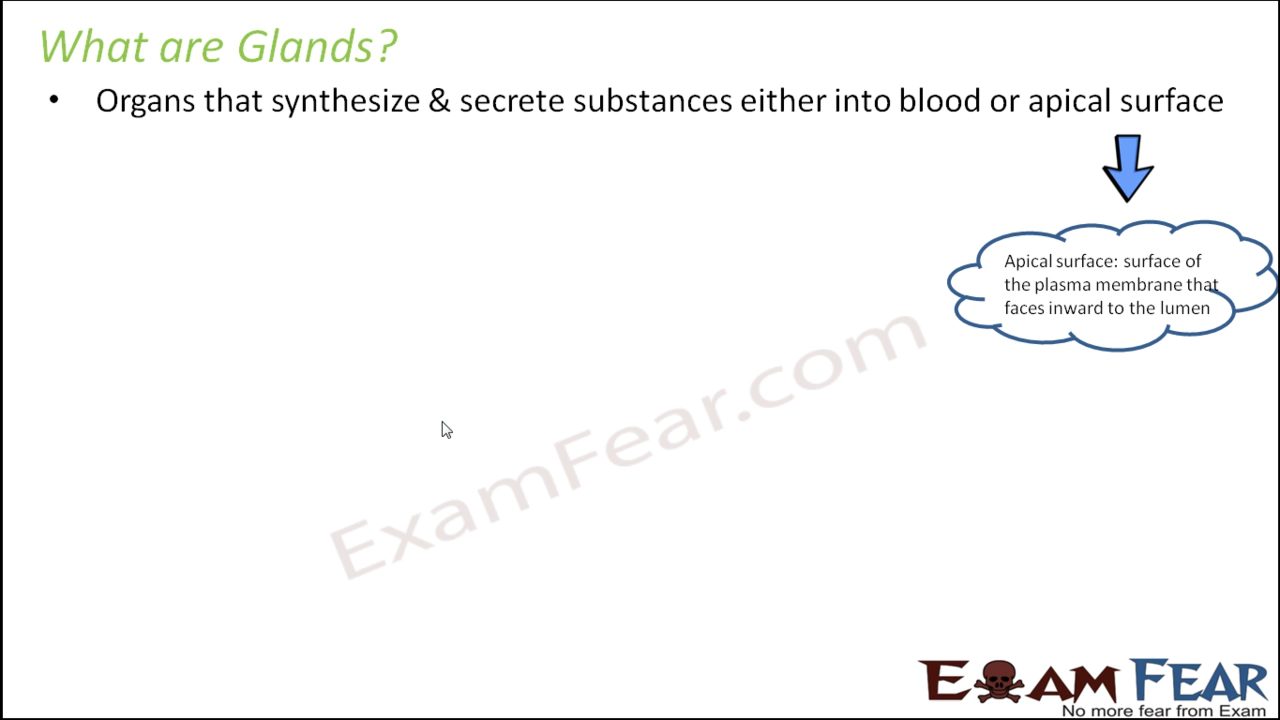 What are Glands?
• Organs that synthesize & secrete substances either into blood or apical surface
Apical surface: surface of
the plasma membrane that
faces inward to the lumen
ExamFear.com
EXAM FEAR
No more fear from Exam